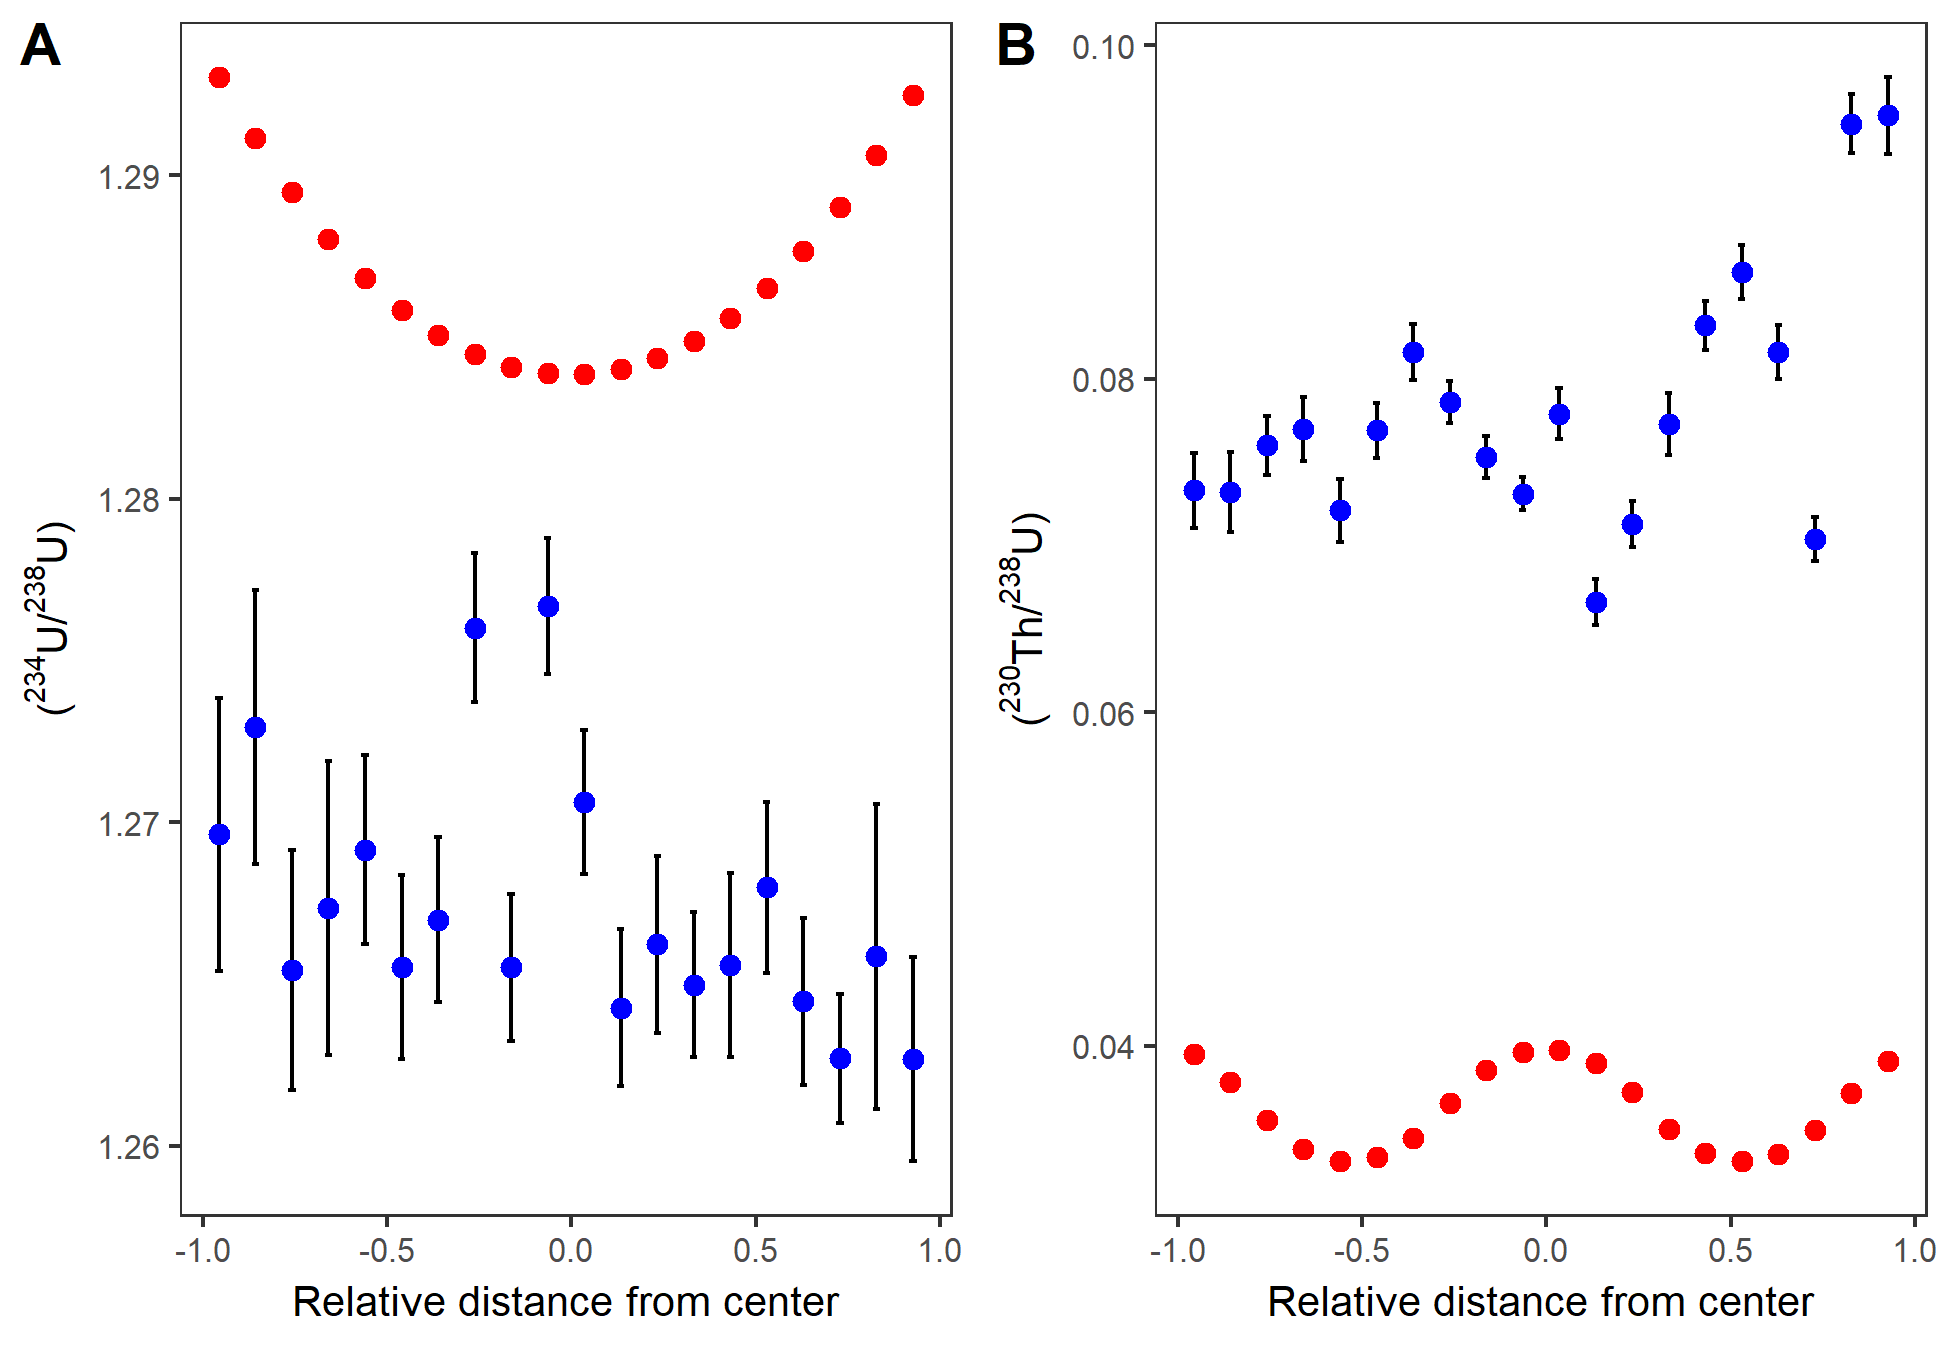 A
(²³⁴U/²³⁸U)
1.29
1.28
1.27
1.26
-1.0 -0.5 0.0 0.5 1.0
Relative distance from center
B
(²³⁰Th/²³⁸U)
0.10
0.08
0.06
0.04
-1.0 -0.5 0.0 0.5 1.0
Relative distance from center